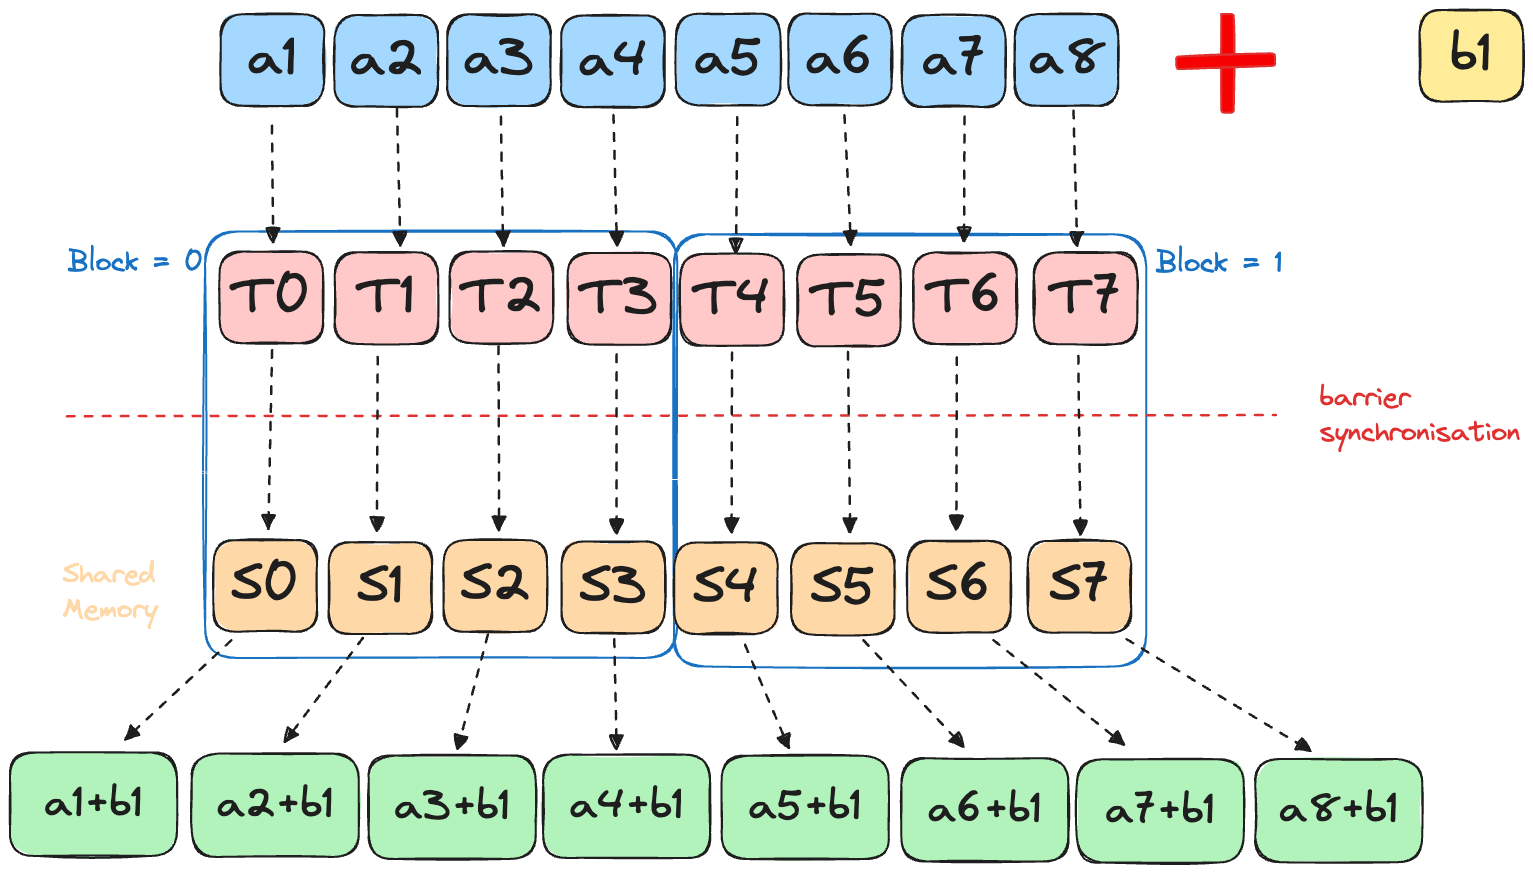 a1 a2 a3 a4 a5 a6 a7 a8 + b1
Block = 0
T0 T1 T2 T3 T4 T5 T6 T7
Block = 1
barrier
synchronisation
Shared
Memory
S0 S1 S2 S3 S4 S5 S6 S7
a1+b1 a2+b1 a3+b1 a4+b1 a5+b1 a6+b1 a7+b1 a8+b1